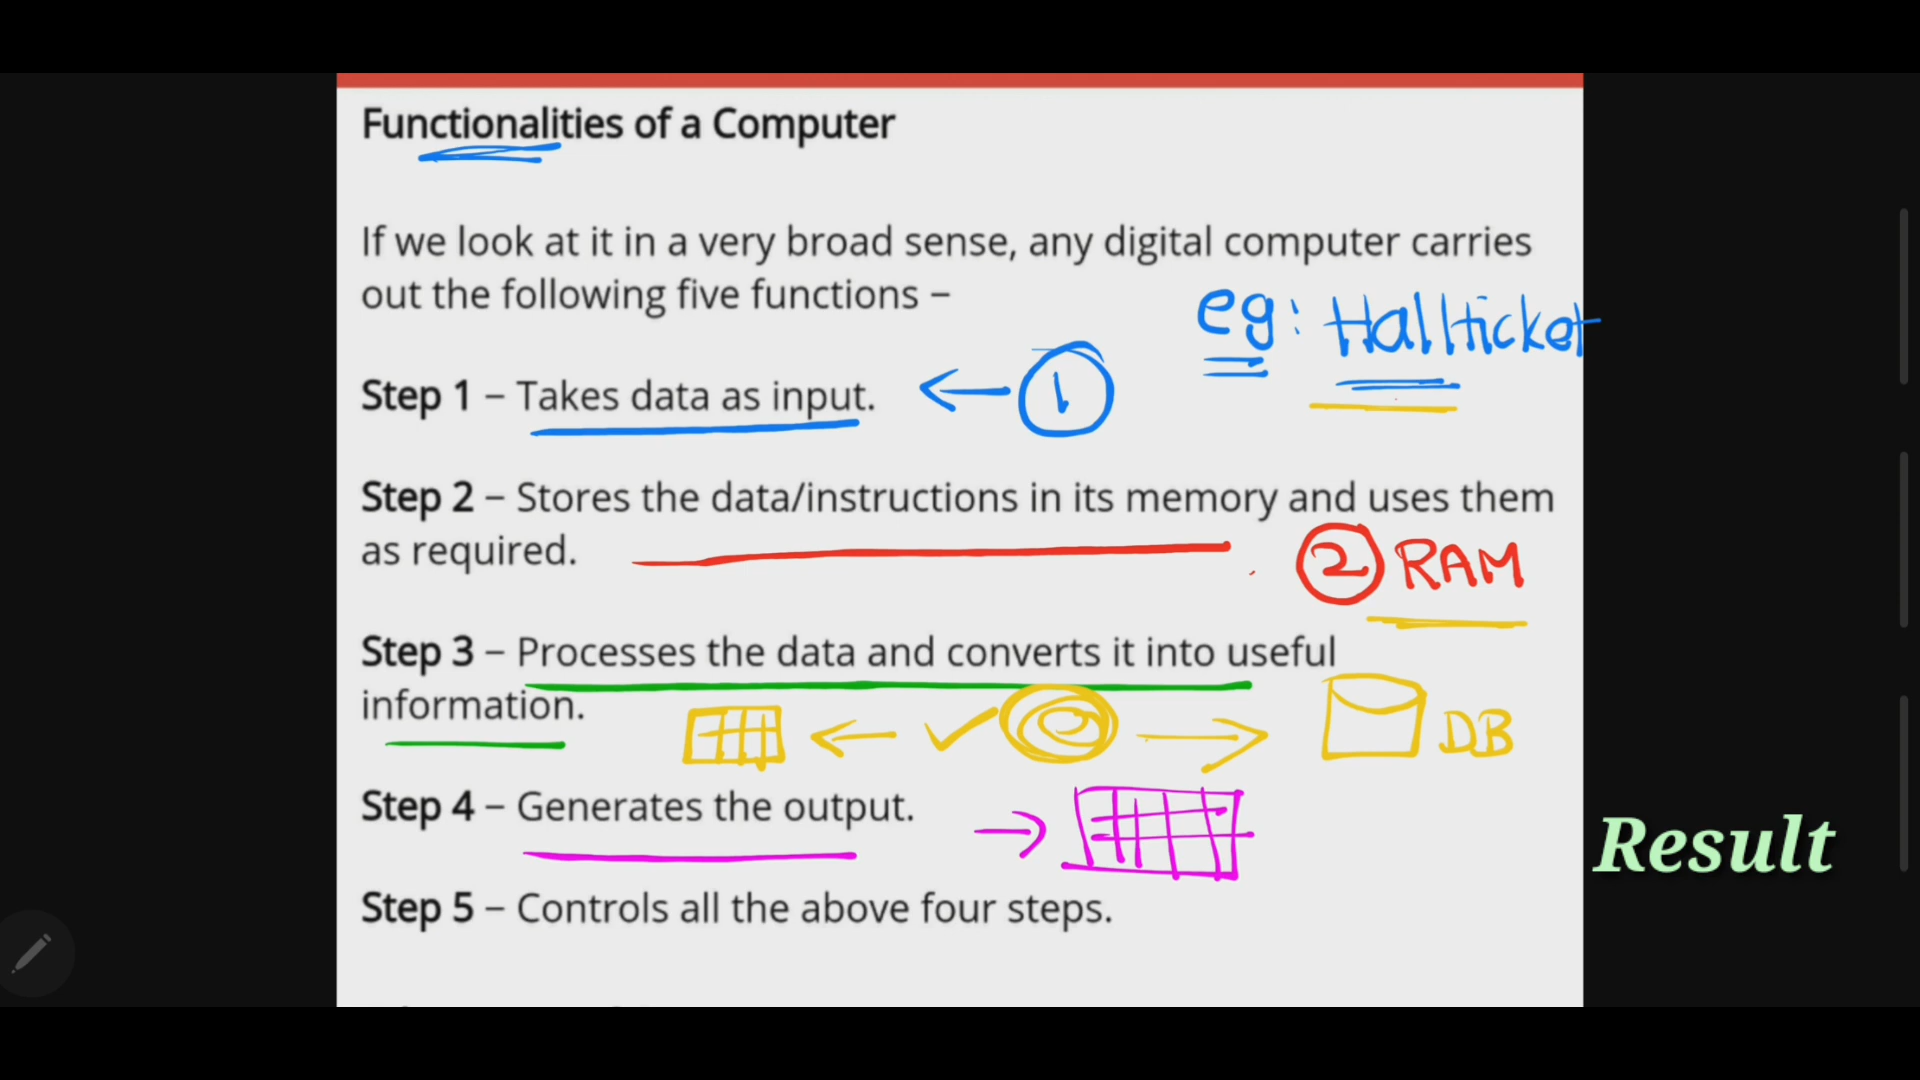 Functionalities of a Computer
If we look at it in a very broad sense, any digital computer carries
out the following five functions –
eg: Hallticket
Step 1 – Takes data as input.
1
Step 2 – Stores the data/instructions in its memory and uses them
as required.
2 RAM
Step 3 – Processes the data and converts it into useful
information.
DB
Step 4 – Generates the output.
Result
Step 5 – Controls all the above four steps.